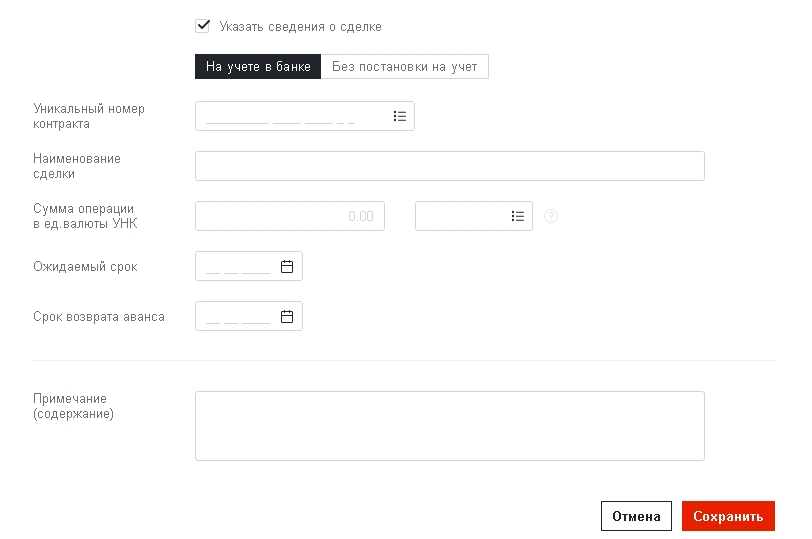 Указать сведения о сделке
На учете в банке Без постановки на учет
Уникальный номер
контракта
Наименование
сделки
Сумма операции
в ед.валюты УНК
0.00
?
Ожидаемый срок
Срок возврата аванса
Примечание
(содержание)
Отмена Сохранить